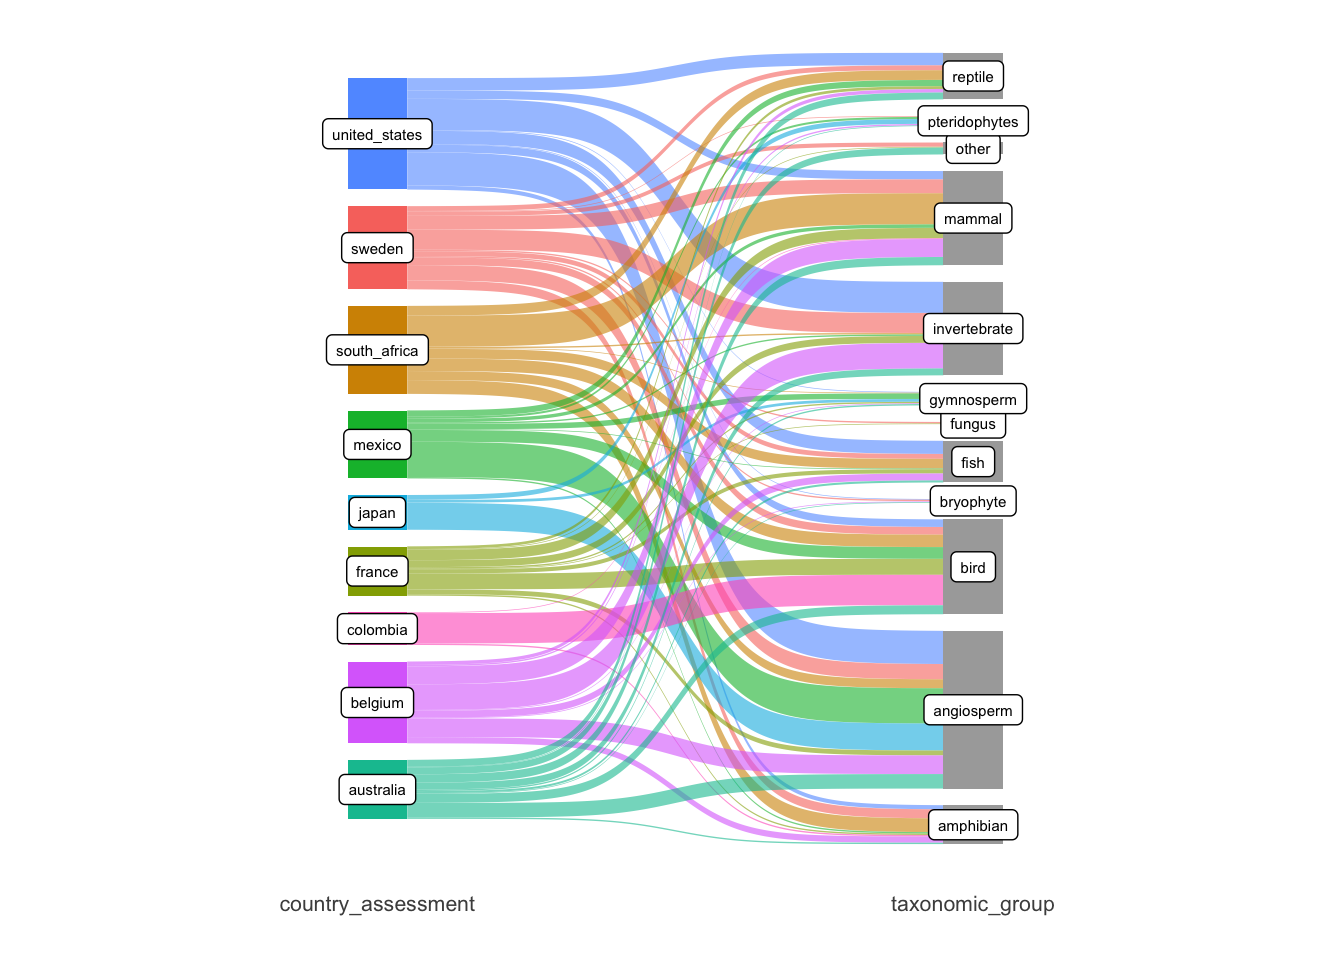 united_states
sweden
south_africa
mexico
japan
france
colombia
belgium
australia
reptile
pteridophytes
other
mammal
invertebrate
gymnosperm
fungus
fish
bryophyte
bird
angiosperm
amphibian
country_assessment
taxonomic_group